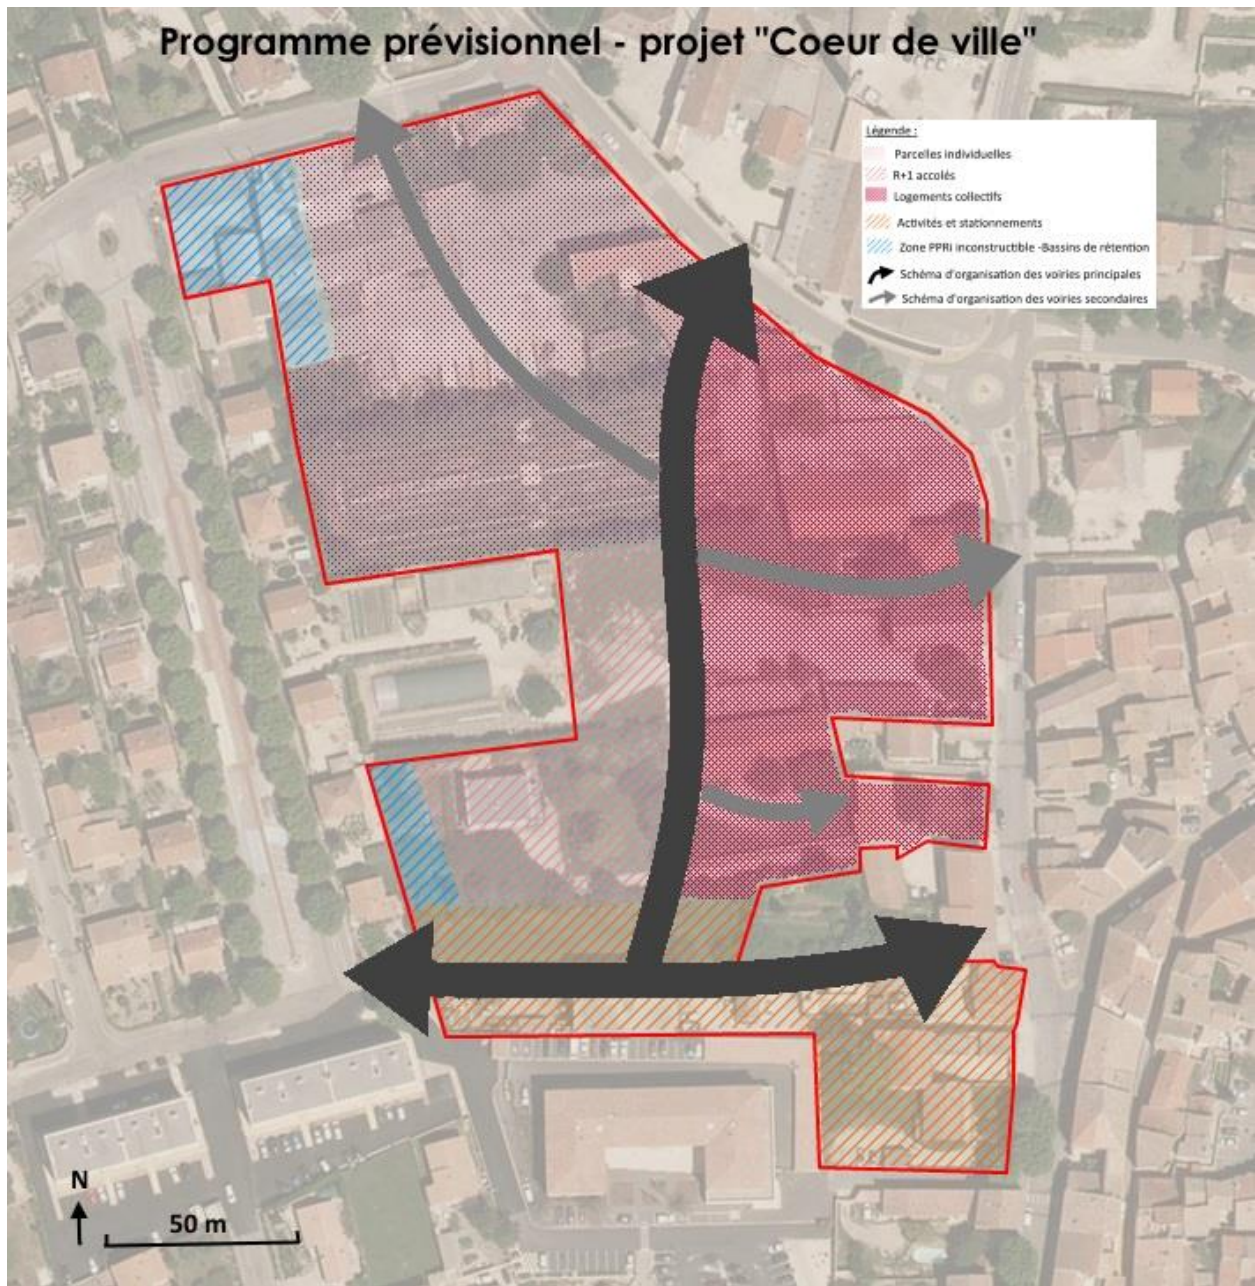 Programme prévisionnel - projet "Coeur de ville"
Légende :
Parcelles individuelles
R+1 accolés
Logements collectifs
Activités et stationnements
Zone PPRi inconstructible -Bassins de rétention
Schéma d'organisation des voiries principales
Schéma d'organisation des voiries secondaires
N
50 m